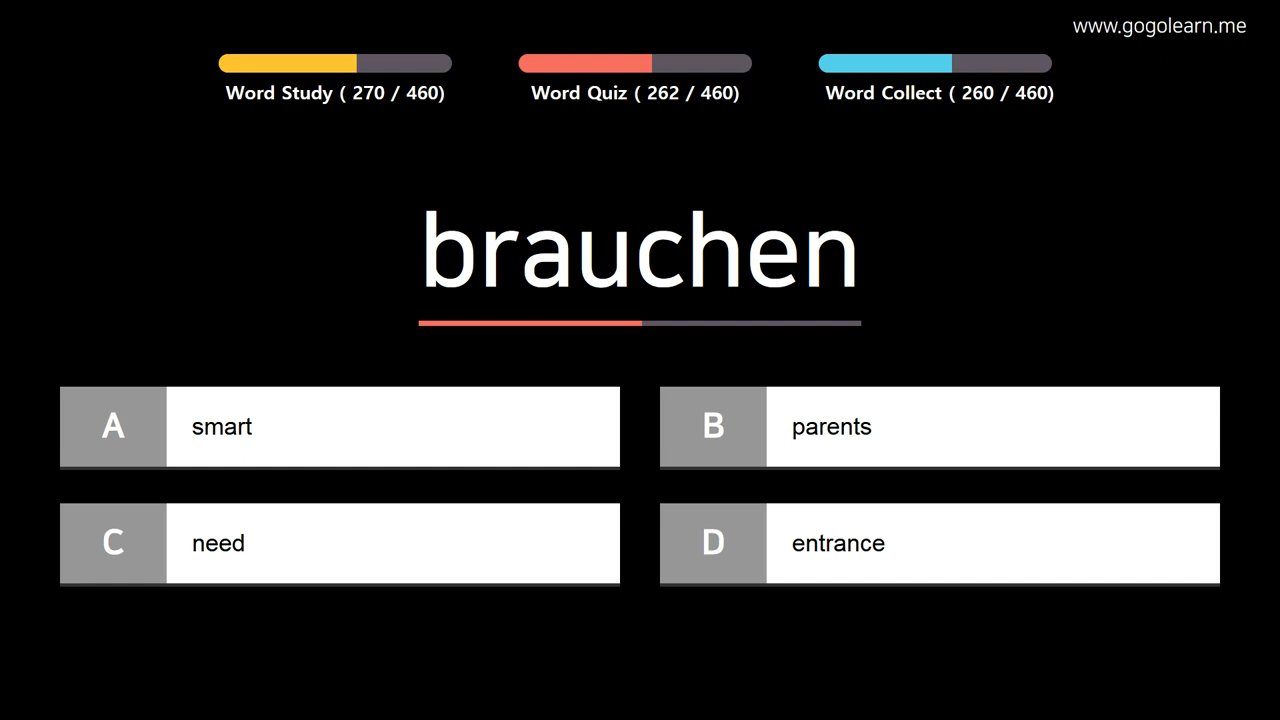 www.gogolearn.me
Word Study ( 270 / 460)
Word Quiz ( 262 / 460)
Word Collect ( 260 / 460)
brauchen
A smart
B parents
C need
D entrance